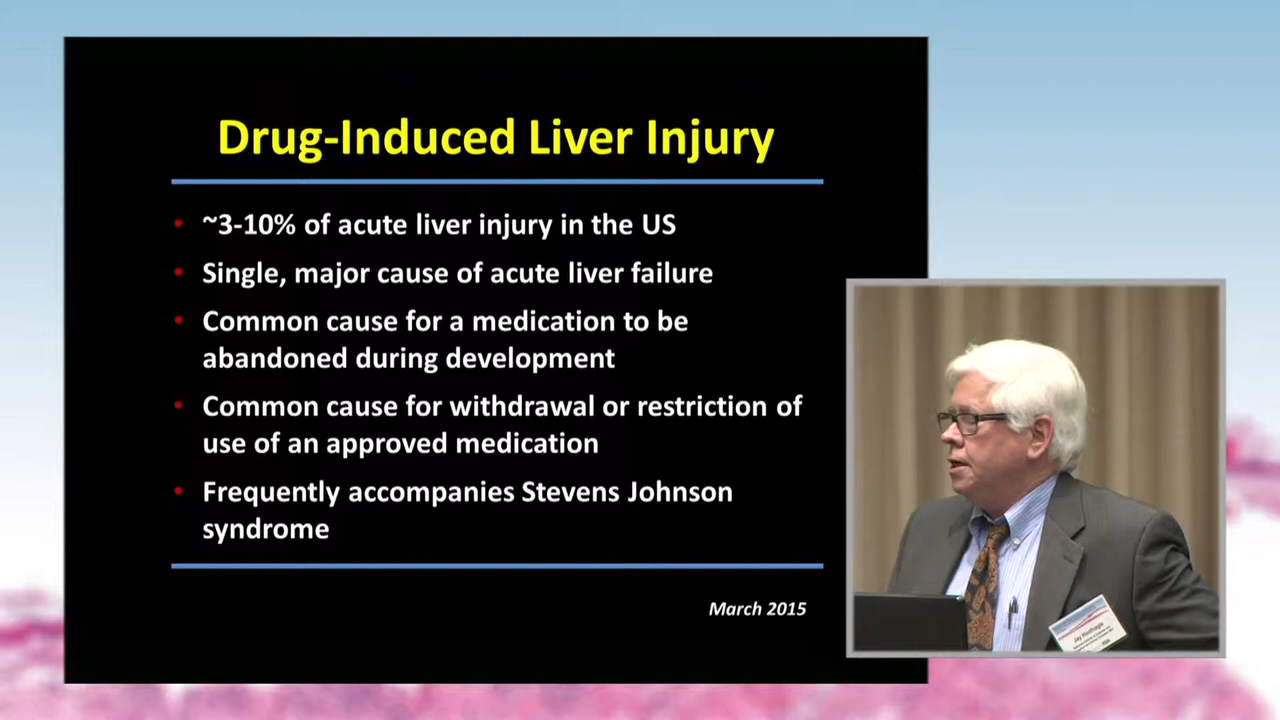 Drug-Induced Liver Injury
• ~3-10% of acute liver injury in the US
• Single, major cause of acute liver failure
• Common cause for a medication to be
abandoned during development
• Common cause for withdrawal or restriction of
use of an approved medication
• Frequently accompanies Stevens Johnson
syndrome
March 2015
Jay Hoofnagle